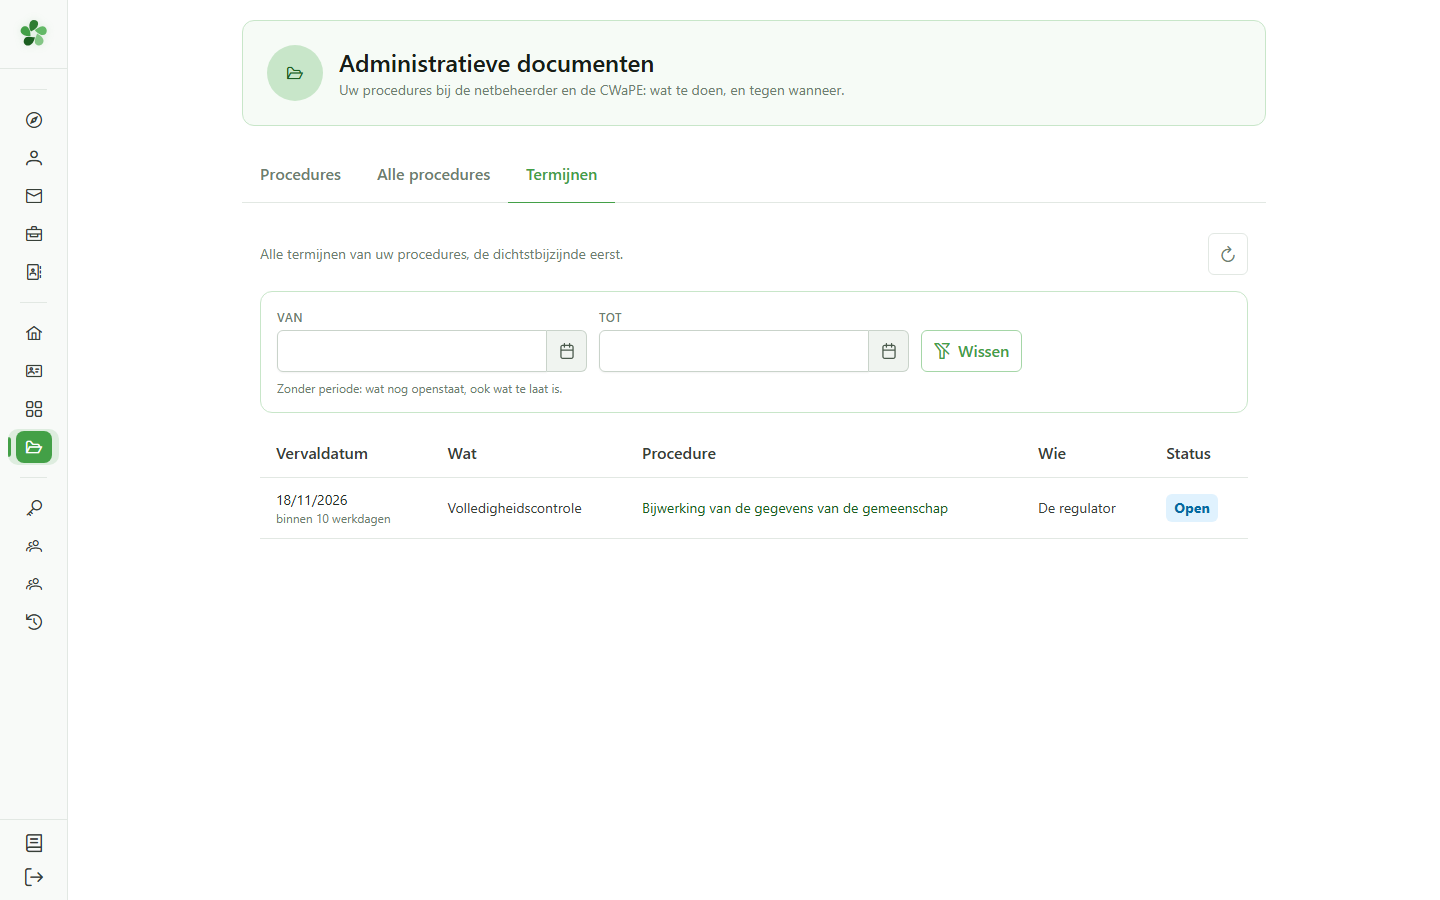 Administratieve documenten
Uw procedures bij de netbeheerder en de CWaPE: wat te doen, en tegen wanneer.
Procedures
Alle procedures
Termijnen
Alle termijnen van uw procedures, de dichtstbijzijnde eerst.
VAN
TOT
Wissen
Zonder periode: wat nog openstaat, ook wat te laat is.
Vervaldatum
Wat
Procedure
Wie
Status
18/11/2026
binnen 10 werkdagen
Volledigheidscontrole
Bijwerking van de gegevens van de gemeenschap
De regulator
Open